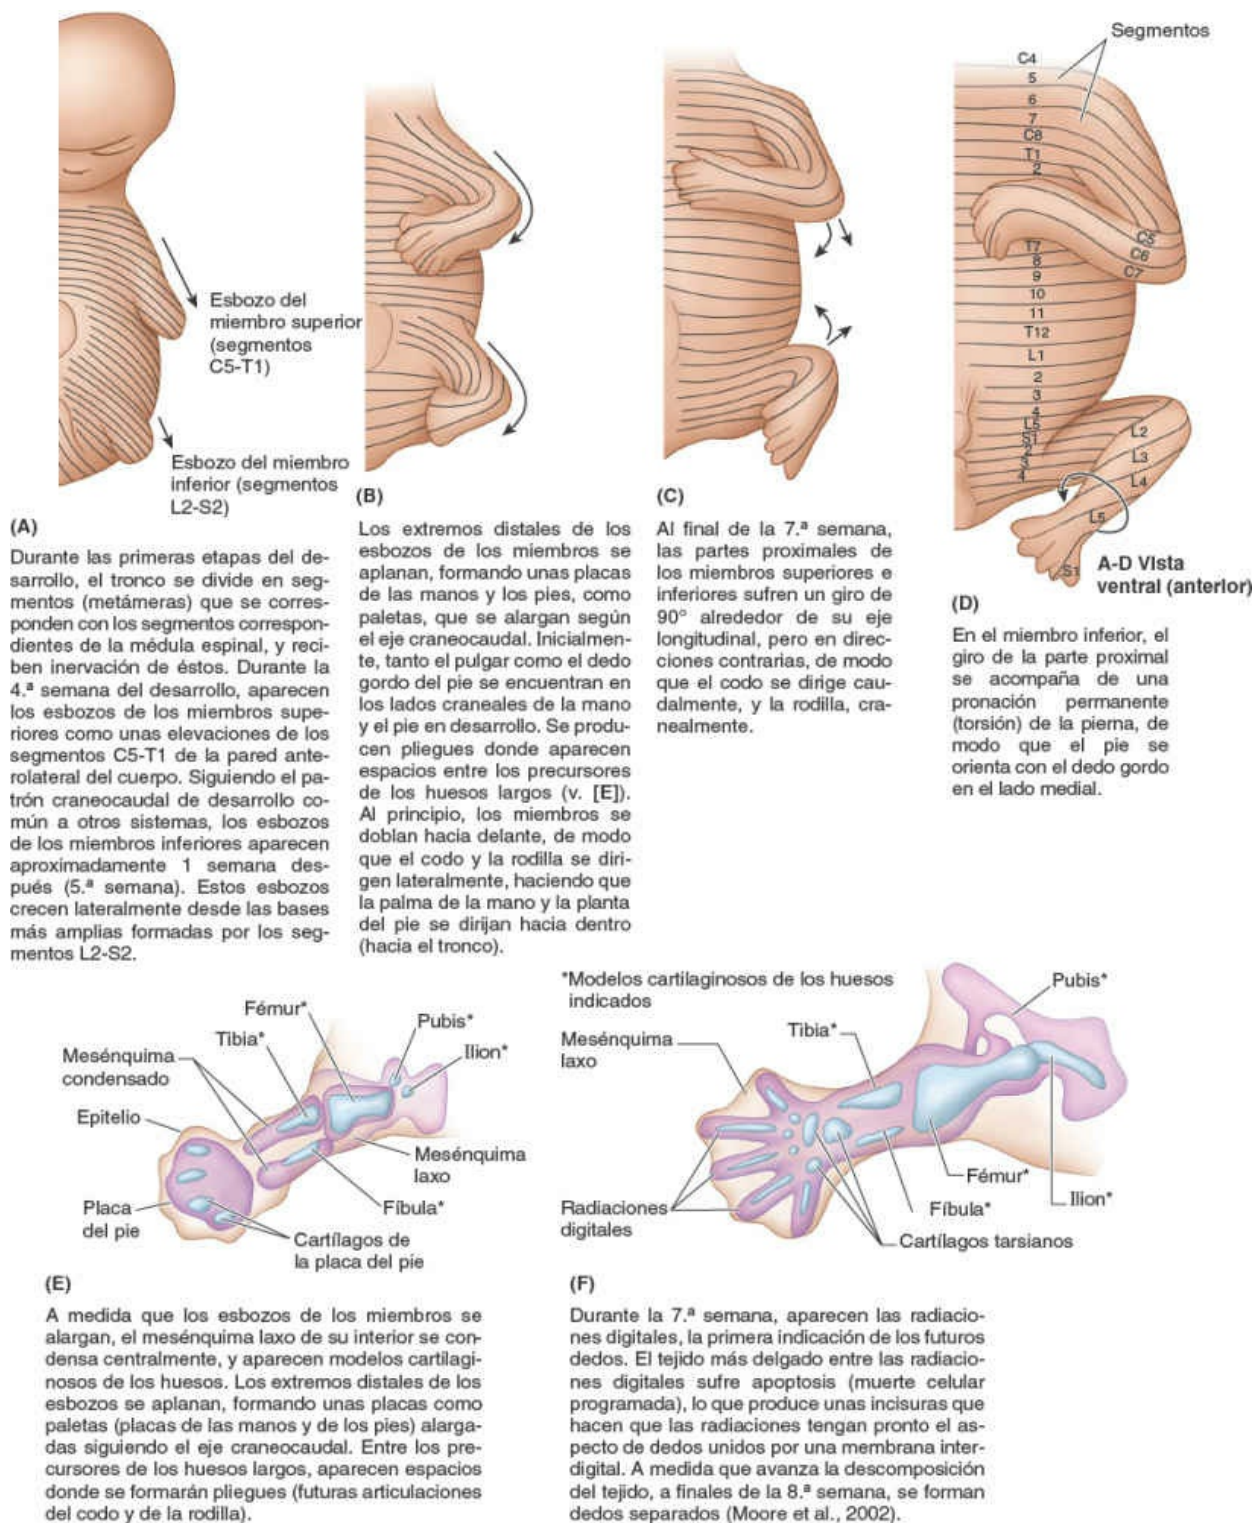 Segmentos
C4
5
6
7
C8
T1
2
C5
C6
C7
T7
8
9
10
11
T12
L1
2
3
4
L5
S1
2
3
4
L2
L3
L4
L5
S1
Esbozo del
miembro superior
(segmentos
C5-T1)
Esbozo del miembro
inferior (segmentos
L2-S2)
(A)
Durante las primeras etapas del de-
sarrollo, el tronco se divide en seg-
mentos (metámeras) que se corres-
ponden con los segmentos correspon-
dientes de la médula espinal, y reci-
ben inervación de éstos. Durante la
4.ª semana del desarrollo, aparecen
los esbozos de los miembros supe-
riores como unas elevaciones de los
segmentos C5-T1 de la pared ante-
rolateral del cuerpo. Siguiendo el pa-
trón craneocaudal de desarrollo co-
mún a otros sistemas, los esbozos
de los miembros inferiores aparecen
aproximadamente 1 semana des-
pués (5.ª semana). Estos esbozos
crecen lateralmente desde las bases
más amplias formadas por los seg-
mentos L2-S2.
(B)
Los extremos distales de los
esbozos de los miembros se
aplanan, formando unas placas
de las manos y los pies, como
paletas, que se alargan según
el eje craneocaudal. Inicialmen-
te, tanto el pulgar como el dedo
gordo del pie se encuentran en
los lados craneales de la mano
y el pie en desarrollo. Se produ-
cen pliegues donde aparecen
espacios entre los precursores
de los huesos largos (v. [E]).
Al principio, los miembros se
doblan hacia delante, de modo
que el codo y la rodilla se diri-
gen lateralmente, haciendo que
la palma de la mano y la planta
del pie se dirijan hacia dentro
(hacia el tronco).
(C)
Al final de la 7.ª semana,
las partes proximales de
los miembros superiores e
inferiores sufren un giro de
90° alrededor de su eje
longitudinal, pero en direc-
ciones contrarias, de modo
que el codo se dirige cau-
dalmente, y la rodilla, cra-
nealmente.
A-D Vista
ventral (anterior)
(D)
En el miembro inferior, el
giro de la parte proximal
se acompaña de una
pronación permanente
(torsión) de la pierna, de
modo que el pie se
orienta con el dedo gordo
en el lado medial.
Fémur*
Tibia*
Pubis*
Ilion*
Mesénquima
condensado
Epitelio
Mesénquima
laxo
Placa
del pie
Fíbula*
Cartílagos de
la placa del pie
(E)
A medida que los esbozos de los miembros se
alargan, el mesénquima laxo de su interior se con-
densa centralmente, y aparecen modelos cartilagi-
nosos de los huesos. Los extremos distales de los
esbozos se aplanan, formando unas placas como
paletas (placas de las manos y de los pies) alarga-
das siguiendo el eje craneocaudal. Entre los pre-
cursores de los huesos largos, aparecen espacios
donde se formarán pliegues (futuras articulaciones
del codo y de la rodilla).
*Modelos cartilaginosos de los huesos
indicados
Pubis*
Tibia*
Mesénquima
laxo
Fémur*
Ilion*
Radiaciones
digitales
Fíbula*
Cartílagos tarsianos
(F)
Durante la 7.ª semana, aparecen las radiacio-
nes digitales, la primera indicación de los futuros
dedos. El tejido más delgado entre las radiacio-
nes digitales sufre apoptosis (muerte celular
programada), lo que produce unas incisuras que
hacen que las radiaciones tengan pronto el as-
pecto de dedos unidos por una membrana inter-
digital. A medida que avanza la descomposición
del tejido, a finales de la 8.ª semana, se forman
dedos separados (Moore et al., 2002).